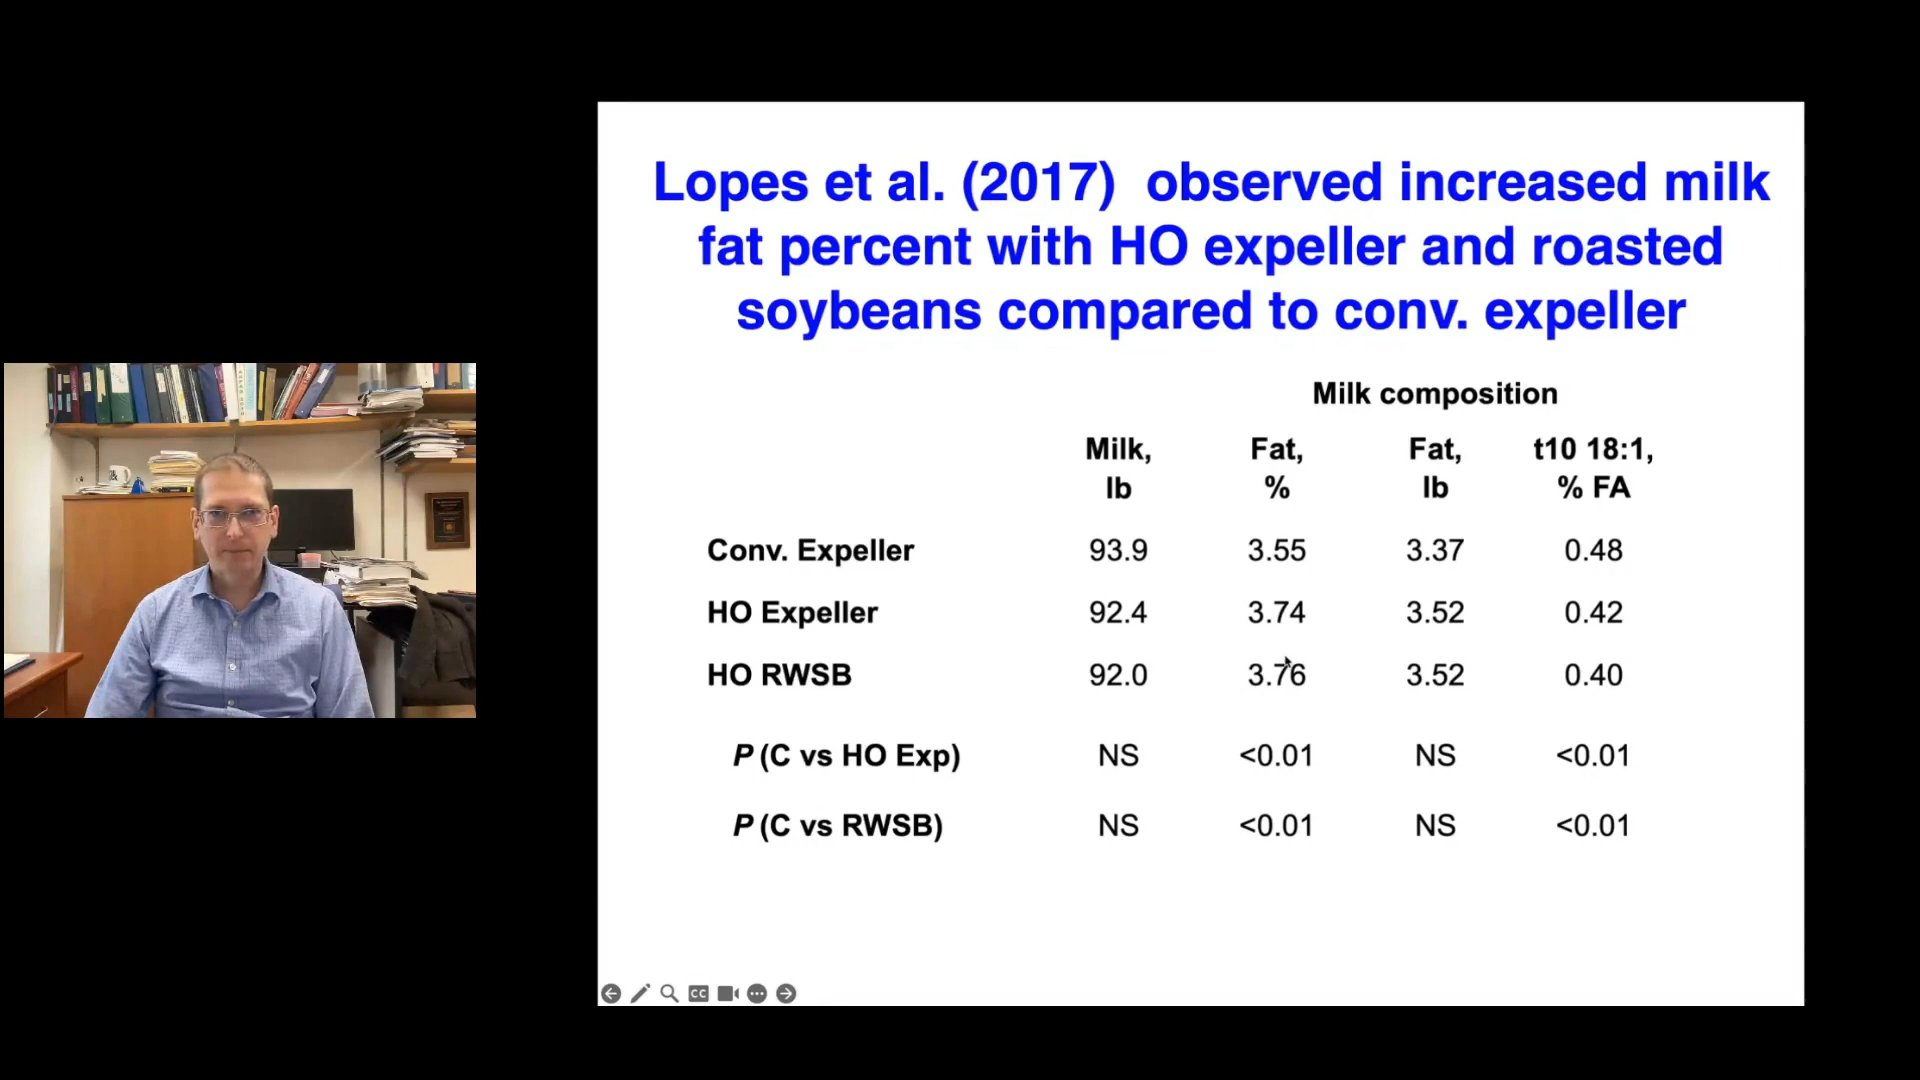 Lopes et al. (2017) observed increased milk
fat percent with HO expeller and roasted
soybeans compared to conv. expeller
Milk composition
Milk, lb Fat, % Fat, lb t10 18:1, % FA
Conv. Expeller 93.9 3.55 3.37 0.48
HO Expeller 92.4 3.74 3.52 0.42
HO RWSB 92.0 3.76 3.52 0.40
P (C vs HO Exp) NS <0.01 NS <0.01
P (C vs RWSB) NS <0.01 NS <0.01
CC